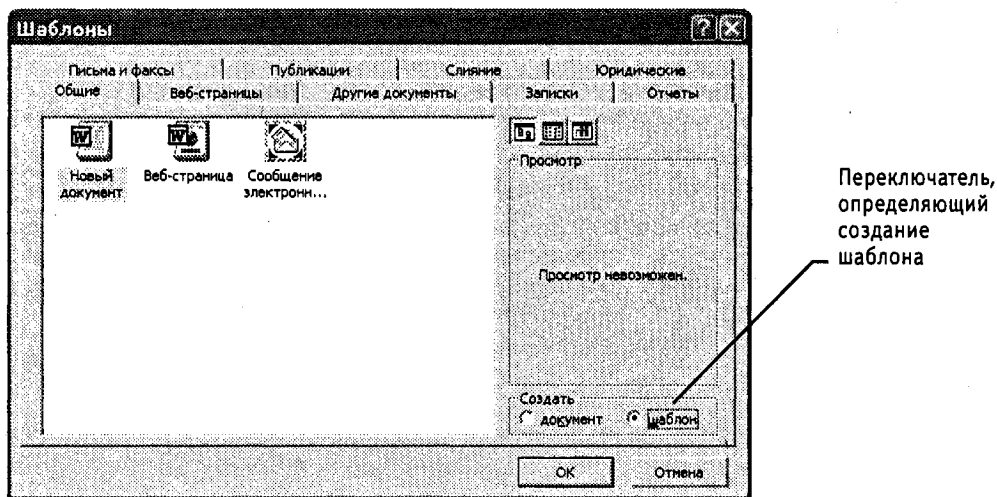 Шаблоны
Письма и факсы Публикации Слияние Юридические
Общие Веб-страницы Другие документы Записки Отчеты
Новый документ
Веб-страница
Сообщение электронн...
Просмотр
Просмотр невозможен.
Создать
документ шаблон
ОК Отмена
Переключатель,
определяющий
создание
шаблона